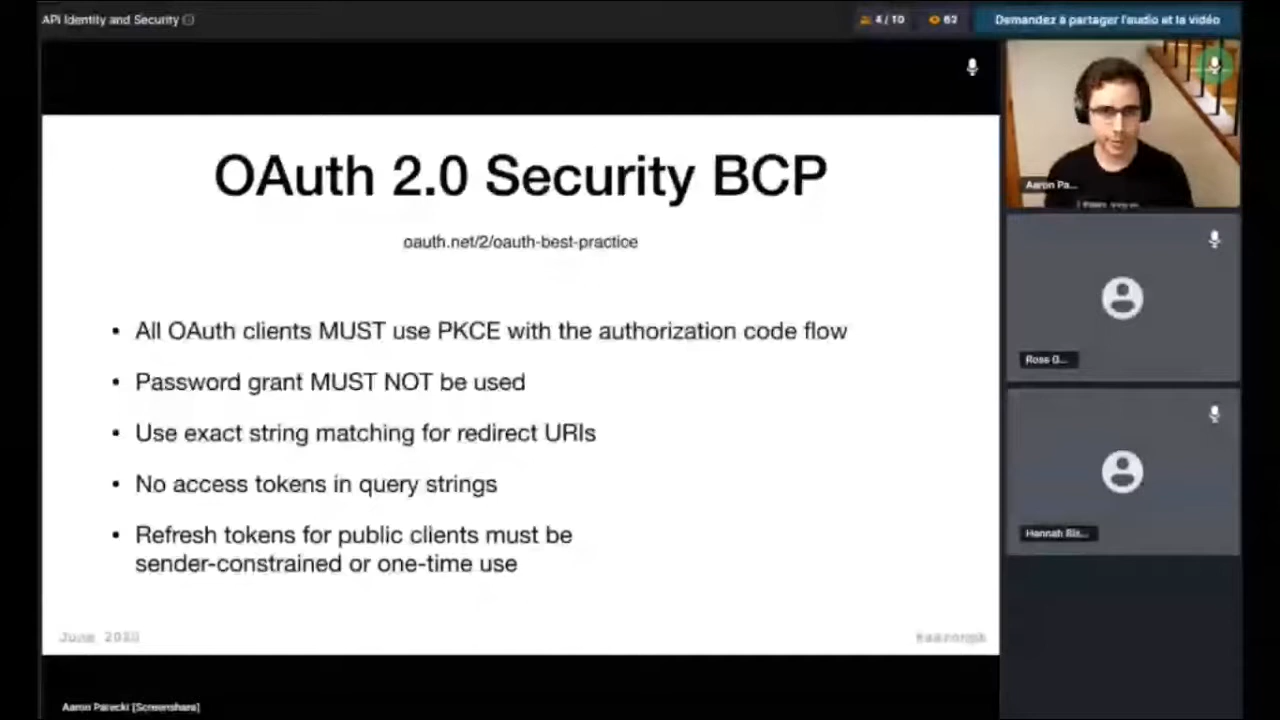 API Identity and Security
4 / 10
62
Demandez à partager l'audio et la vidéo
OAuth 2.0 Security BCP
oauth.net/2/oauth-best-practice
• All OAuth clients MUST use PKCE with the authorization code flow
• Password grant MUST NOT be used
• Use exact string matching for redirect URIs
• No access tokens in query strings
• Refresh tokens for public clients must be
sender-constrained or one-time use
June
Aaron Parecki [Screenshare]
Aaron Pa...
Ross G...
Hannah